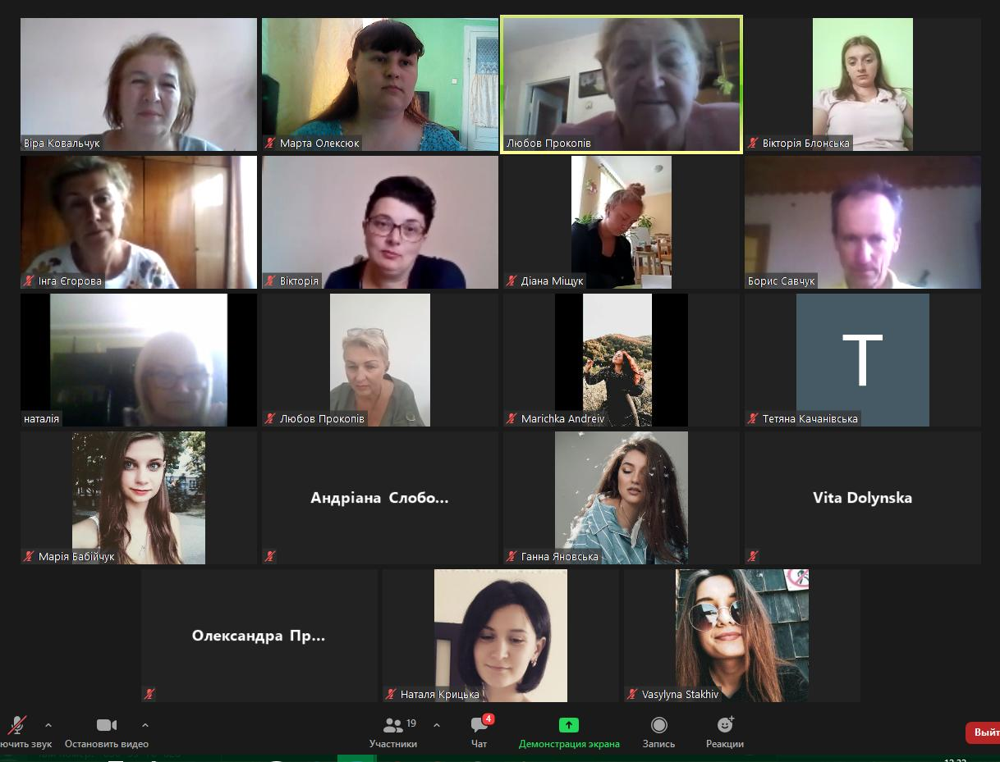 Віра Ковальчук
Марта Олексюк
Любов Прокопів
Вікторія Блонська
Інга Єгорова
Вікторія
Діана Міщук
Борис Савчук
наталія
Любов Прокопів
Marichka Andreiv
T
Тетяна Качанівська
Марія Бабійчук
Андріана Слобо...
Ганна Яновська
Vita Dolynska
Олександра Пр...
Наталя Крицька
Vasylyna Stakhiv
19
4
ючить звук
Остановить видео
Участники
Чат
Демонстрация экрана
Запись
Реакции
Выйт